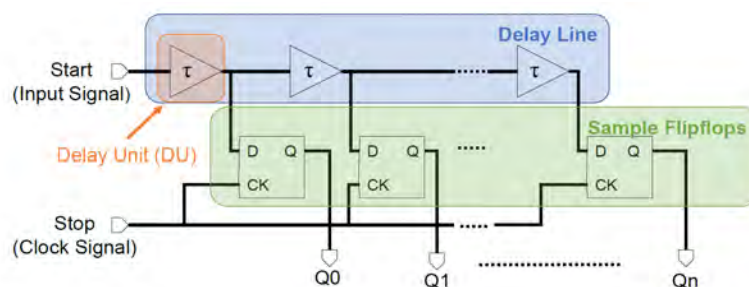 Delay Line
τ τ τ
Start
(Input Signal)
Sample Flipflops
Delay Unit (DU)
D Q D Q D Q
CK CK CK
Stop
(Clock Signal)
Q0 Q1 Qn